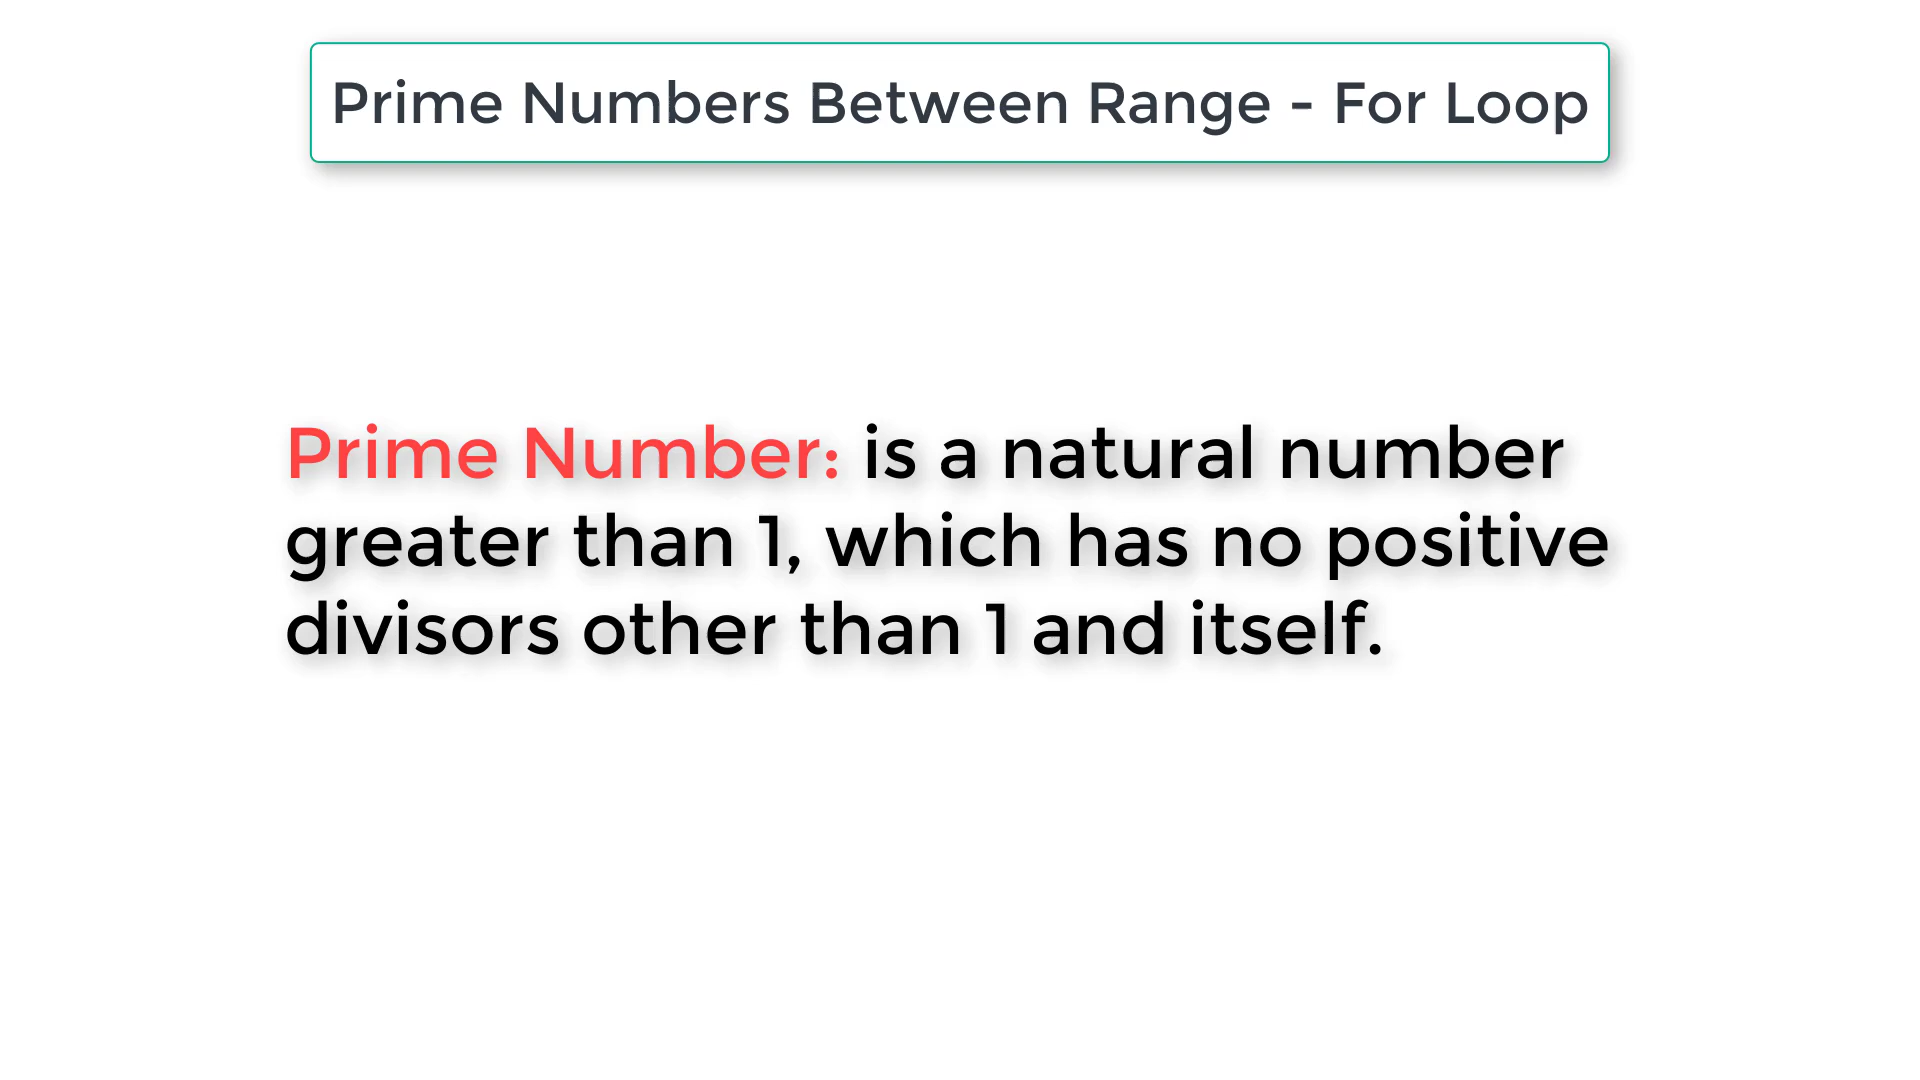 Prime Numbers Between Range - For Loop
Prime Number: is a natural number
greater than 1, which has no positive
divisors other than 1 and itself.